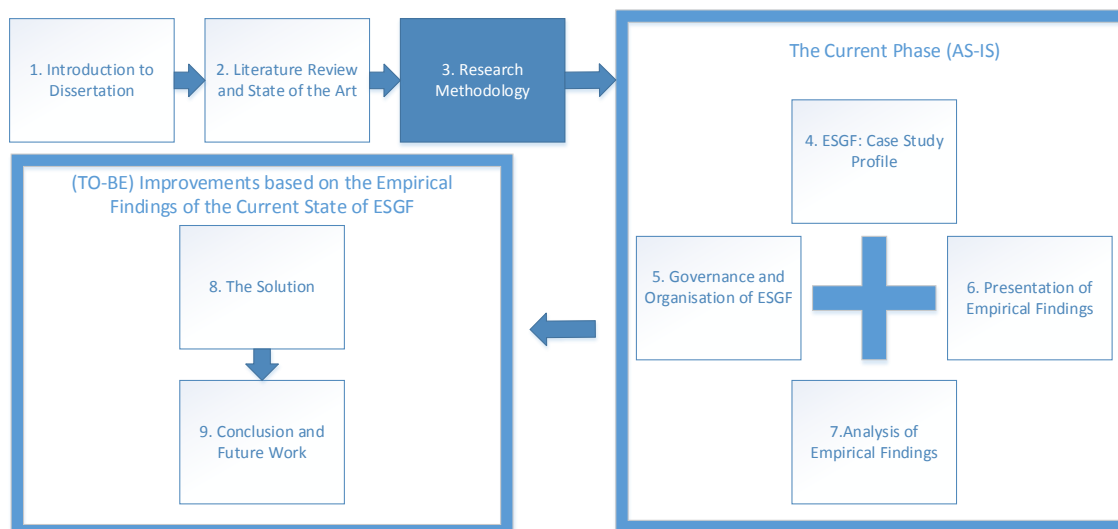 1. Introduction to
Dissertation
2. Literature Review
and State of the Art
3. Research
Methodology
The Current Phase (AS-IS)
4. ESGF: Case Study
Profile
5. Governance and
Organisation of ESGF
6. Presentation of
Empirical Findings
7.Analysis of
Empirical Findings
(TO-BE) Improvements based on the Empirical
Findings of the Current State of ESGF
8. The Solution
9. Conclusion and
Future Work